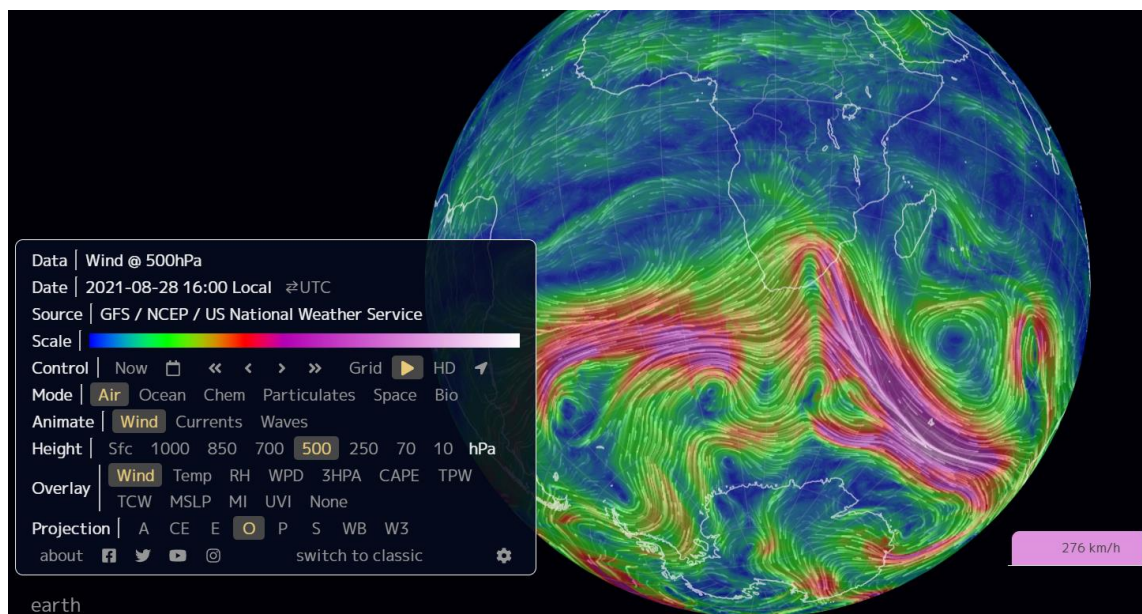 Data | Wind @ 500hPa
Date | 2021-08-28 16:00 Local ⇄UTC
Source | GFS / NCEP / US National Weather Service
Scale |
Control | Now « ‹ › » Grid HD
Mode | Air Ocean Chem Particulates Space Bio
Animate | Wind Currents Waves
Height | Sfc 1000 850 700 500 250 70 10 hPa
Overlay | Wind Temp RH WPD 3HPA CAPE TPW
TCW MSLP MI UVI None
Projection | A CE E O P S WB W3
about switch to classic
276 km/h
earth